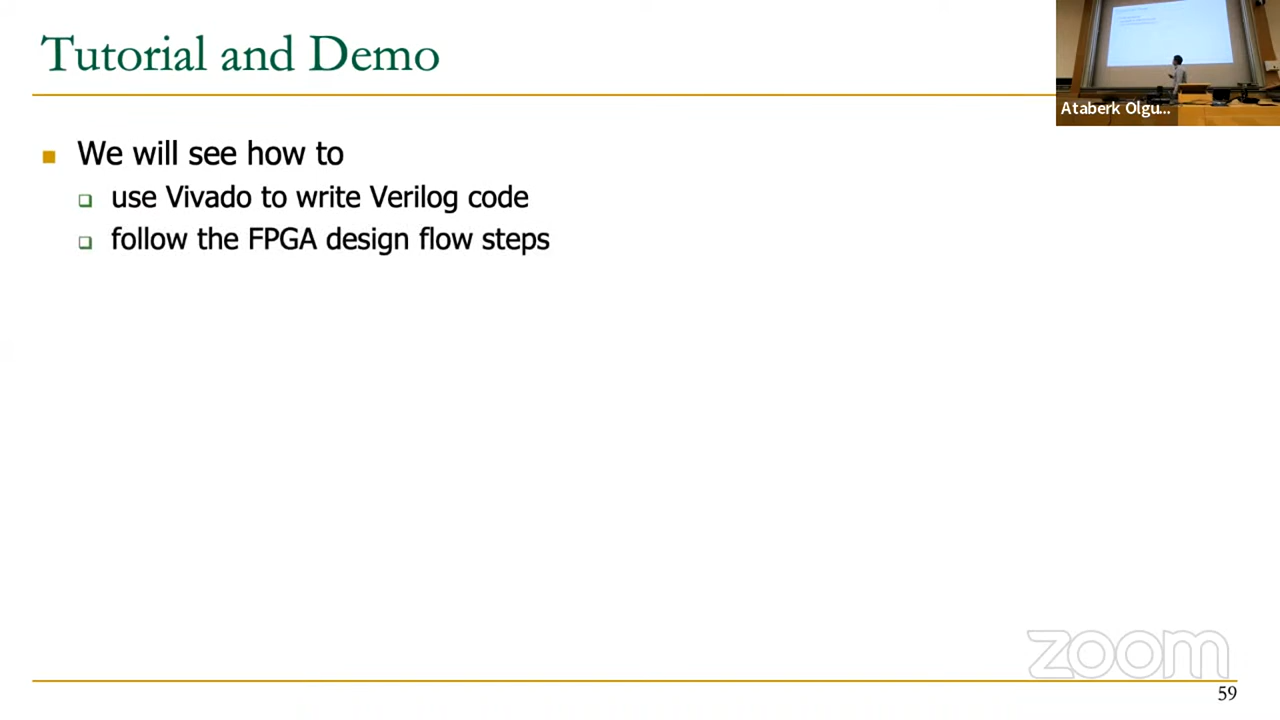 Tutorial and Demo
Ataberk Olgu...
We will see how to
use Vivado to write Verilog code
follow the FPGA design flow steps
zoom
59